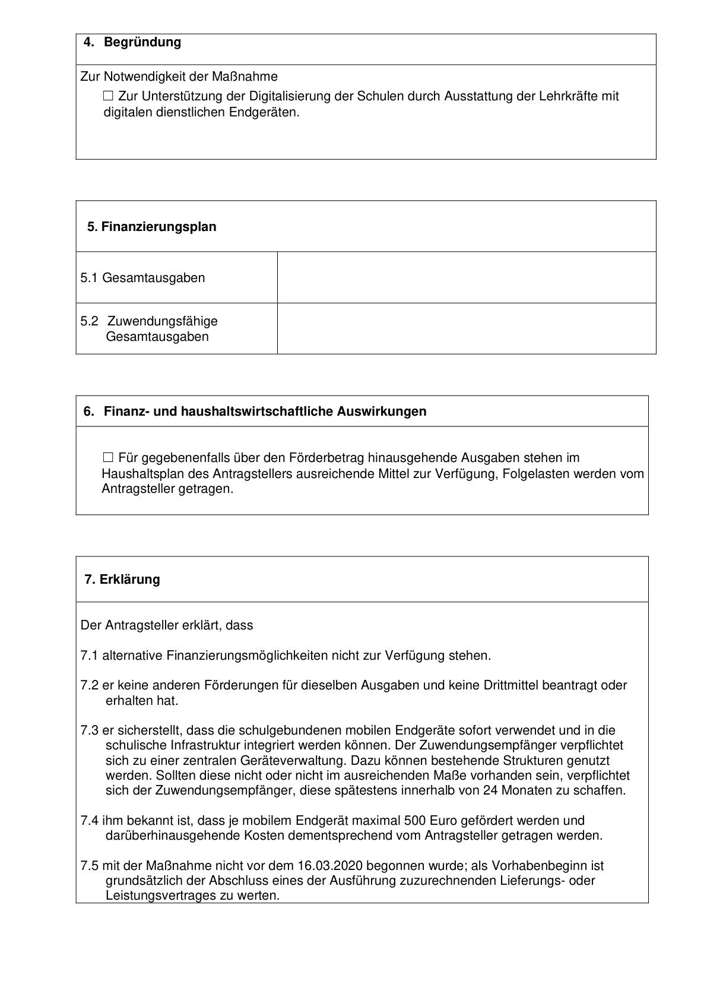 4. Begründung
Zur Notwendigkeit der Maßnahme
☐ Zur Unterstützung der Digitalisierung der Schulen durch Ausstattung der Lehrkräfte mit
digitalen dienstlichen Endgeräten.
5. Finanzierungsplan
5.1 Gesamtausgaben
5.2 Zuwendungsfähige
Gesamtausgaben
6. Finanz- und haushaltswirtschaftliche Auswirkungen
☐ Für gegebenenfalls über den Förderbetrag hinausgehende Ausgaben stehen im
Haushaltsplan des Antragstellers ausreichende Mittel zur Verfügung, Folgelasten werden vom
Antragsteller getragen.
7. Erklärung
Der Antragsteller erklärt, dass
7.1 alternative Finanzierungsmöglichkeiten nicht zur Verfügung stehen.
7.2 er keine anderen Förderungen für dieselben Ausgaben und keine Drittmittel beantragt oder
erhalten hat.
7.3 er sicherstellt, dass die schulgebundenen mobilen Endgeräte sofort verwendet und in die
schulische Infrastruktur integriert werden können. Der Zuwendungsempfänger verpflichtet
sich zu einer zentralen Geräteverwaltung. Dazu können bestehende Strukturen genutzt
werden. Sollten diese nicht oder nicht im ausreichenden Maße vorhanden sein, verpflichtet
sich der Zuwendungsempfänger, diese spätestens innerhalb von 24 Monaten zu schaffen.
7.4 ihm bekannt ist, dass je mobilem Endgerät maximal 500 Euro gefördert werden und
darüberhinausgehende Kosten dementsprechend vom Antragsteller getragen werden.
7.5 mit der Maßnahme nicht vor dem 16.03.2020 begonnen wurde; als Vorhabenbeginn ist
grundsätzlich der Abschluss eines der Ausführung zuzurechnenden Lieferungs- oder
Leistungsvertrages zu werten.